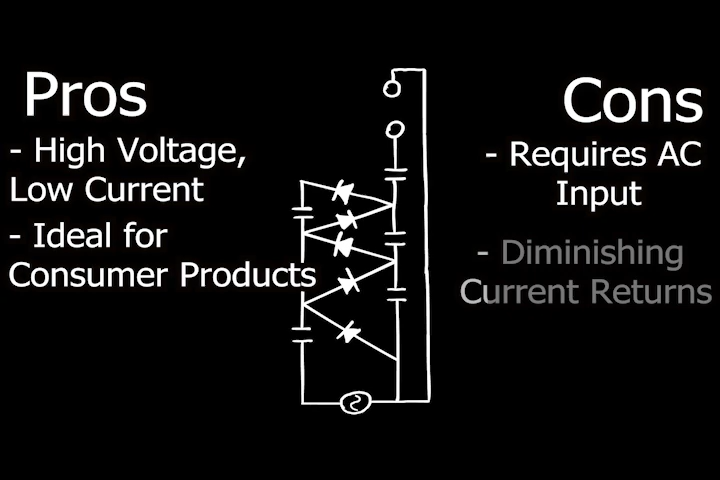 Pros
- High Voltage,
Low Current
- Ideal for
Consumer Products
Cons
- Requires AC
Input
- Diminishing
Current Returns